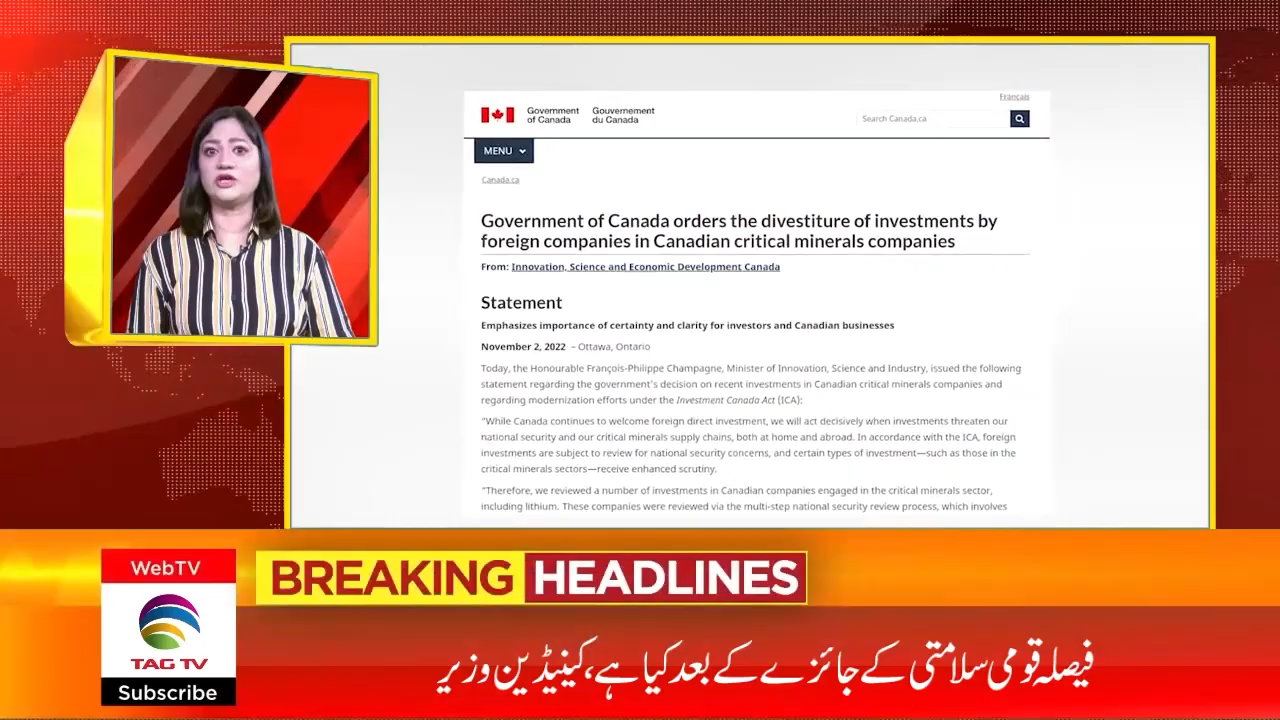 Français
Government of Canada
Gouvernement du Canada
Search Canada.ca
MENU
Canada.ca
Government of Canada orders the divestiture of investments by
foreign companies in Canadian critical minerals companies
From: Innovation, Science and Economic Development Canada
Statement
Emphasizes importance of certainty and clarity for investors and Canadian businesses
November 2, 2022 – Ottawa, Ontario
Today, the Honourable François-Philippe Champagne, Minister of Innovation, Science and Industry, issued the following
statement regarding the government's decision on recent investments in Canadian critical minerals companies and
regarding modernization efforts under the Investment Canada Act (ICA):
"While Canada continues to welcome foreign direct investment, we will act decisively when investments threaten our
national security and our critical minerals supply chains, both at home and abroad. In accordance with the ICA, foreign
investments are subject to review for national security concerns, and certain types of investment—such as those in the
critical minerals sectors—receive enhanced scrutiny.
"Therefore, we reviewed a number of investments in Canadian companies engaged in the critical minerals sector,
including lithium. These companies were reviewed via the multi-step national security review process, which involves
WebTV
TAG TV
Subscribe
BREAKING HEADLINES
فیصلہ قومی سلامتی کے جائزے کے بعد کیا ہے، کینیڈین وزیر